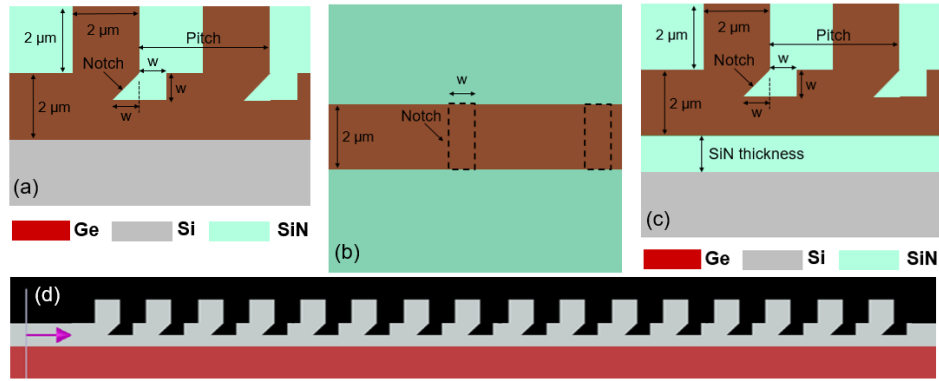 2 µm
2 µm
Pitch
w
Notch
w
2 µm
w
(a)
Ge
Si
SiN
w
2 µm
Notch
(b)
2 µm
2 µm
Pitch
w
Notch
w
2 µm
w
SiN thickness
(c)
Ge
Si
SiN
(d)